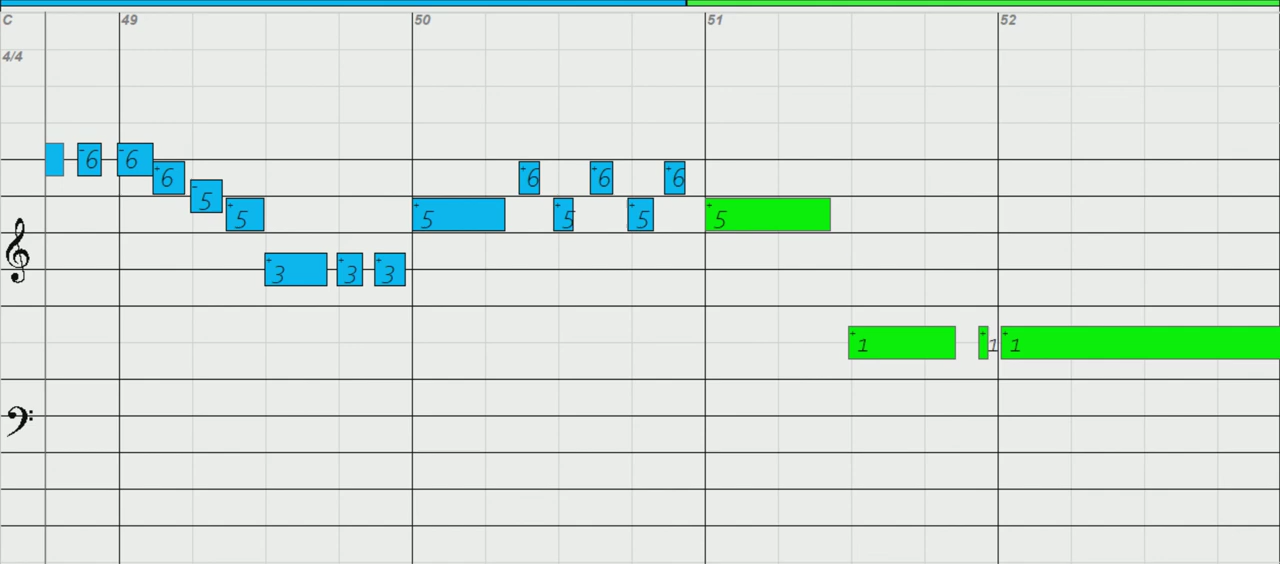 C 49 50 51 52
4/4
-6 -6
+6 +6 +6 +6
-5
+5 +5 +5 +5 +5
+3 +3 +3
+1 +1 +1